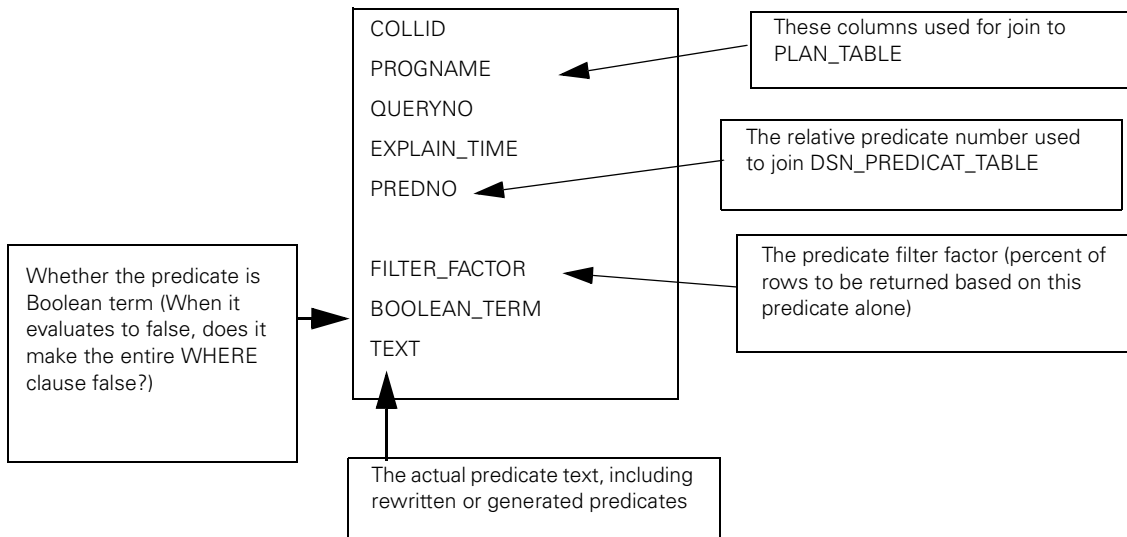 COLLID
PROGNAME
QUERYNO
EXPLAIN_TIME
PREDNO
FILTER_FACTOR
BOOLEAN_TERM
TEXT
These columns used for join to
PLAN_TABLE
The relative predicate number used
to join DSN_PREDICAT_TABLE
The predicate filter factor (percent of
rows to be returned based on this
predicate alone)
Whether the predicate is
Boolean term (When it
evaluates to false, does it
make the entire WHERE
clause false?)
The actual predicate text, including
rewritten or generated predicates